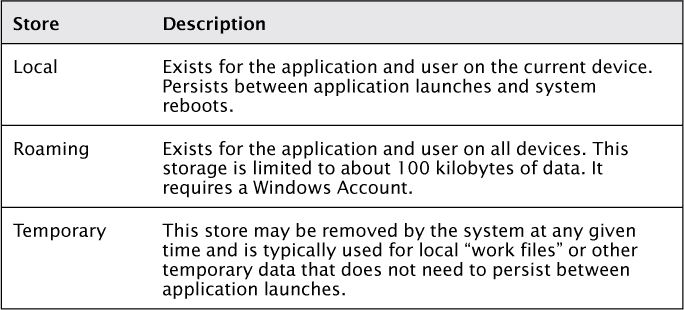 Store Description
Local Exists for the application and user on the current device.
Persists between application launches and system
reboots.
Roaming Exists for the application and user on all devices. This
storage is limited to about 100 kilobytes of data. It
requires a Windows Account.
Temporary This store may be removed by the system at any given
time and is typically used for local “work files” or other
temporary data that does not need to persist between
application launches.